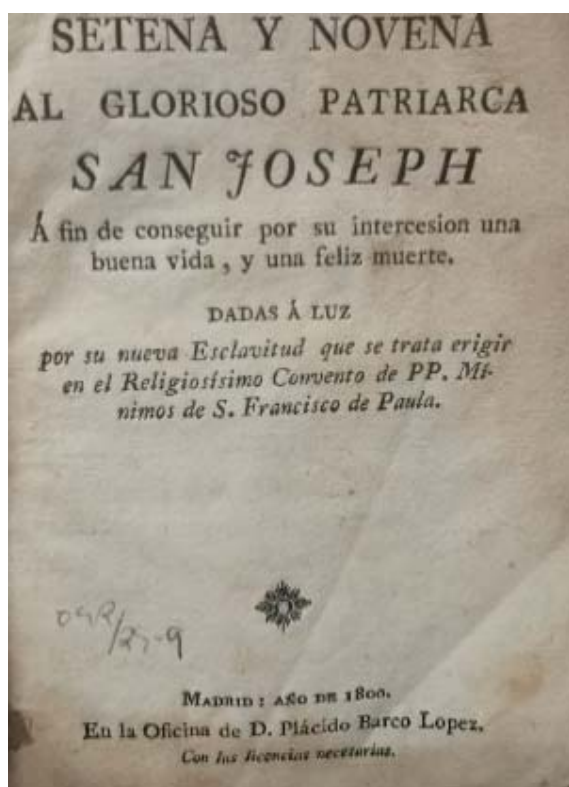 SETENA Y NOVENA
AL GLORIOSO PATRIARCA
SAN JOSEPH
Á fin de conseguir por su intercesion una
buena vida, y una feliz muerte.
DADAS Á LUZ
por su nueva Esclavitud que se trata erigir
en el Religiosísimo Convento de PP. Mí-
nimos de S. Francisco de Paula.
MADRID: AÑO DE 1800.
En la Oficina de D. Plácido Barco Lopez.
Con las licencias necesarias.